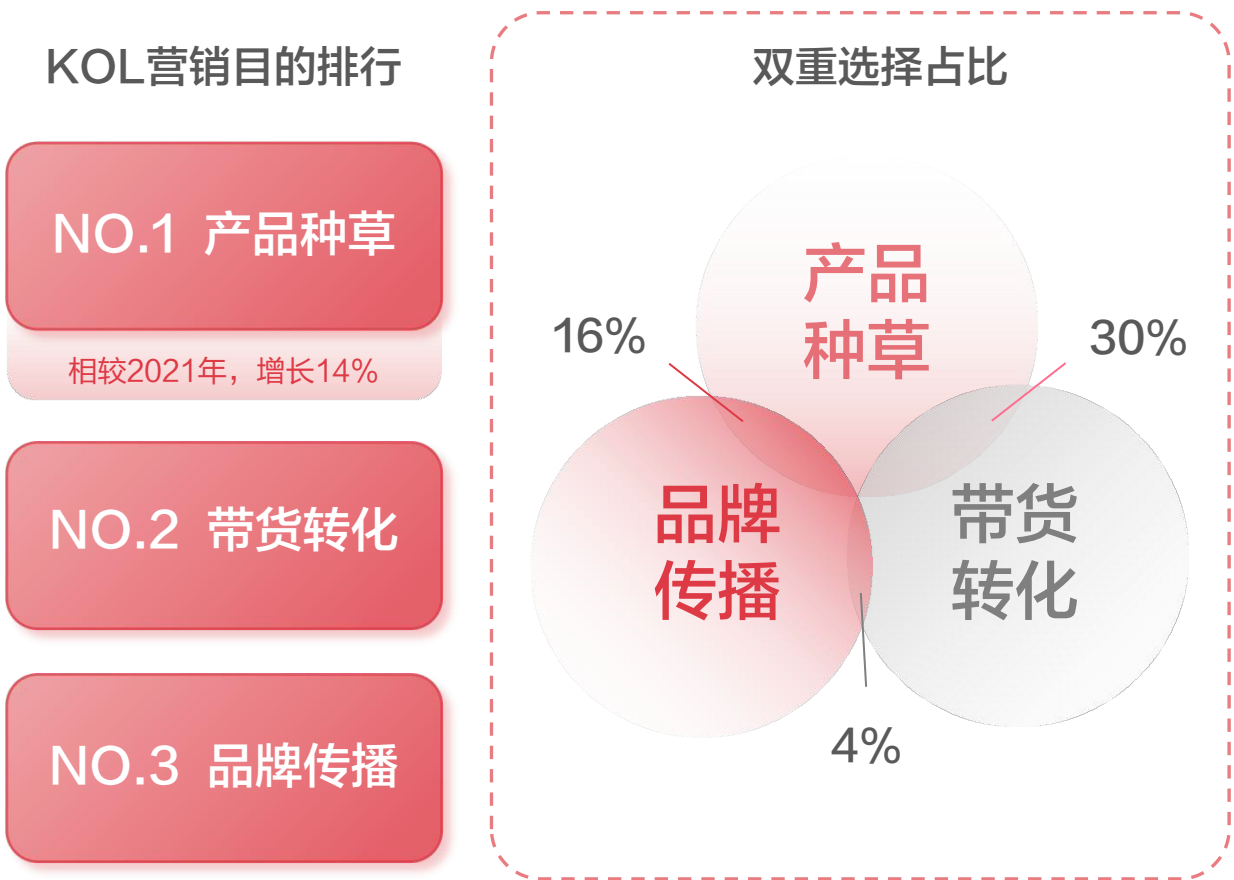 KOL营销目的排行
NO.1 产品种草
相较2021年，增长14%
NO.2 带货转化
NO.3 品牌传播
双重选择占比
产品
种草
16%
30%
品牌
传播
带货
转化
4%